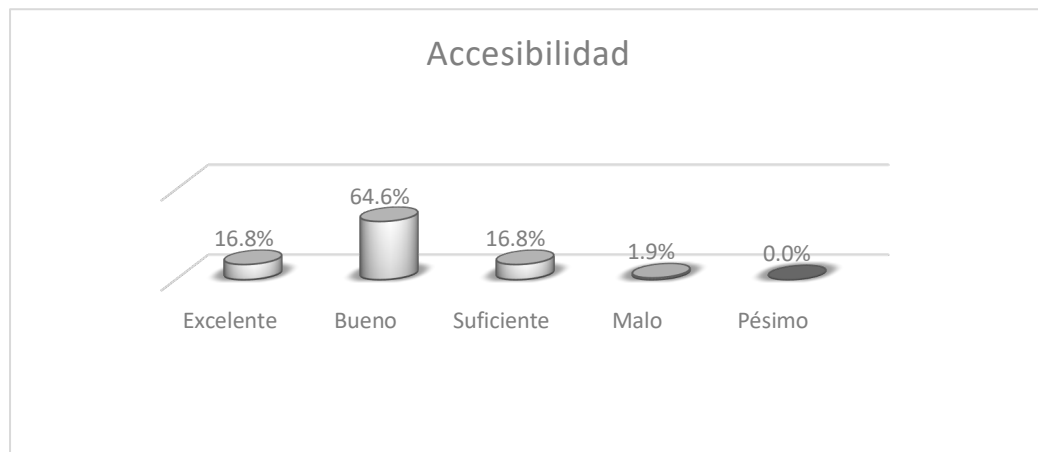 Accesibilidad
64.6%
16.8% 16.8% 1.9% 0.0%
Excelente Bueno Suficiente Malo Pésimo